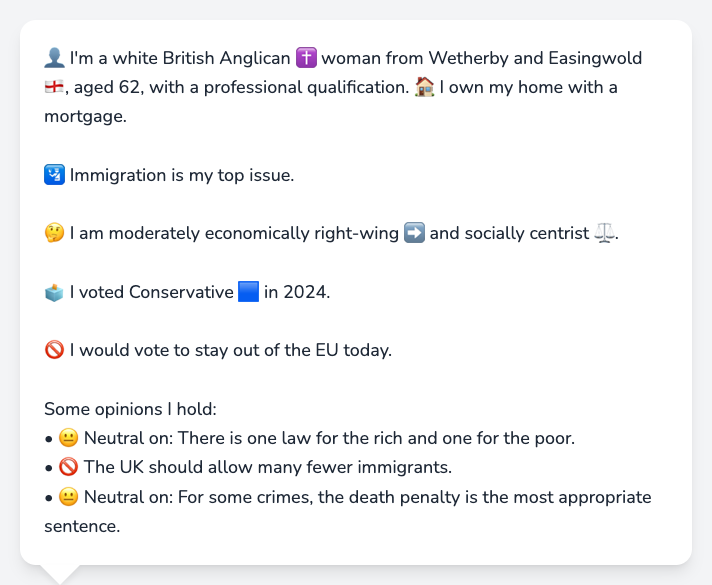 👤 I'm a white British Anglican ✝️ woman from Wetherby and Easingwold
🏴󠁧󠁢󠁥󠁮󠁧󠁿, aged 62, with a professional qualification. 🏠 I own my home with a
mortgage.
🛂 Immigration is my top issue.
🤔 I am moderately economically right-wing ➡️ and socially centrist ⚖️.
🗳️ I voted Conservative 🟦 in 2024.
🚫 I would vote to stay out of the EU today.
Some opinions I hold:
• 😐 Neutral on: There is one law for the rich and one for the poor.
• 🚫 The UK should allow many fewer immigrants.
• 😐 Neutral on: For some crimes, the death penalty is the most appropriate
sentence.